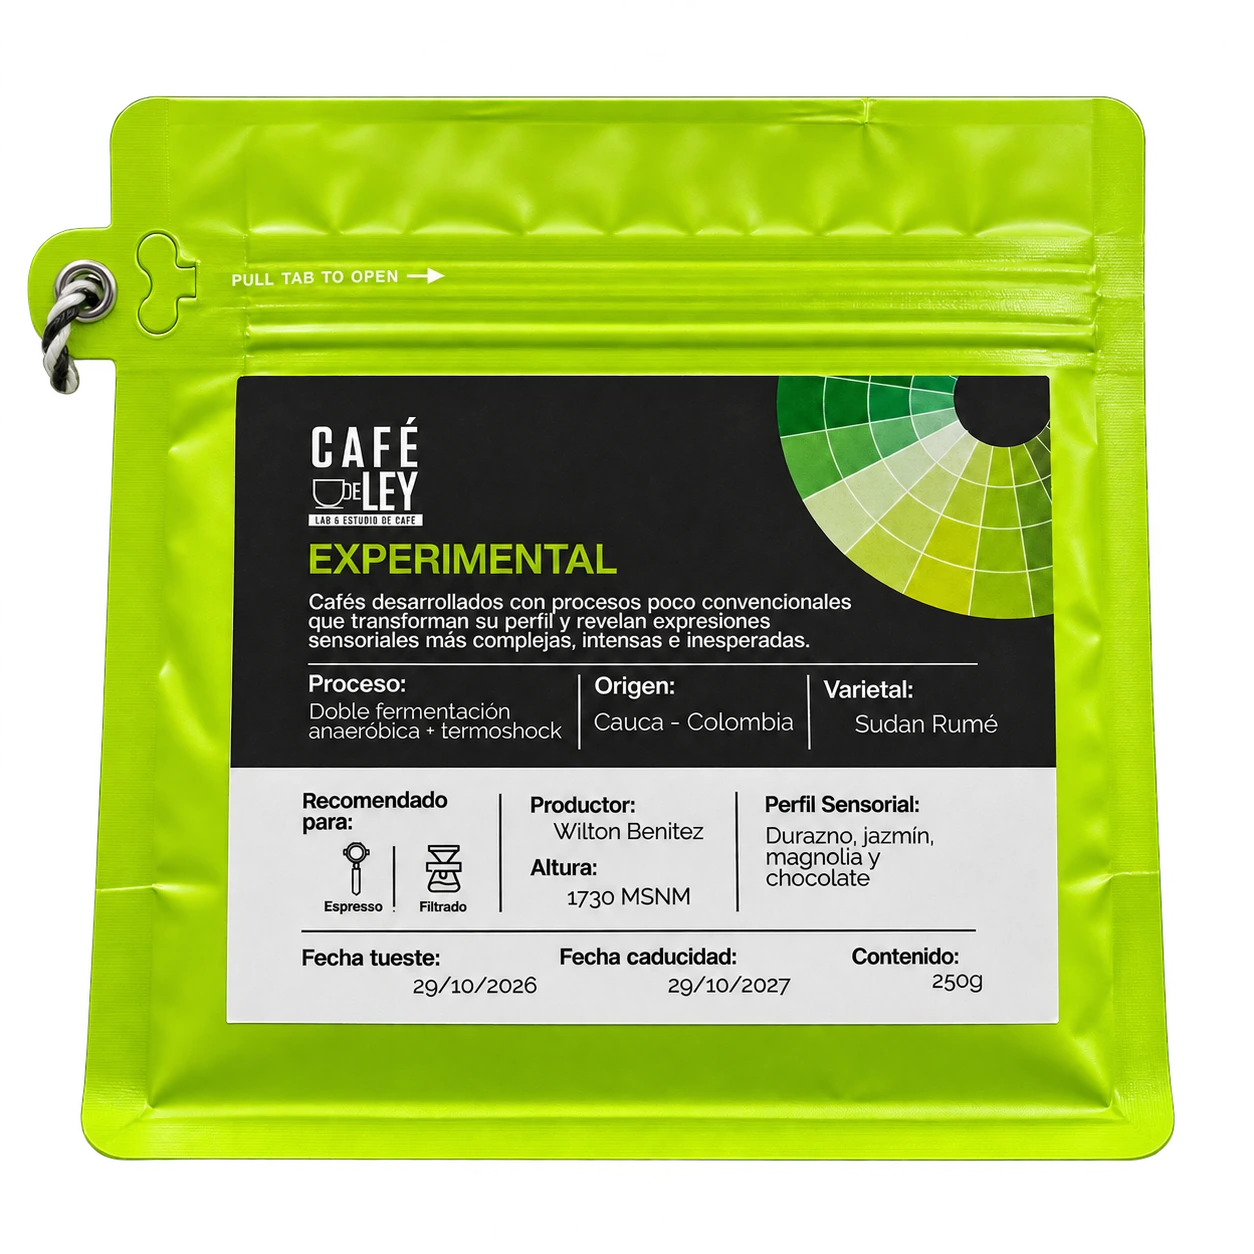 PULL TAB TO OPEN
CAFÉ
DE LEY
LAB & ESTUDIO DE CAFÉ
EXPERIMENTAL
Cafés desarrollados con procesos poco convencionales
que transforman su perfil y revelan expresiones
sensoriales más complejas, intensas e inesperadas.
Proceso:
Doble fermentación
anaeróbica + termoshock
Origen:
Cauca - Colombia
Varietal:
Sudan Rumé
Recomendado
para:
Espresso
Filtrado
Productor:
Wilton Benitez
Altura:
1730 MSNM
Perfil Sensorial:
Durazno, jazmín,
magnolia y
chocolate
Fecha tueste:
29/10/2026
Fecha caducidad:
29/10/2027
Contenido:
250g